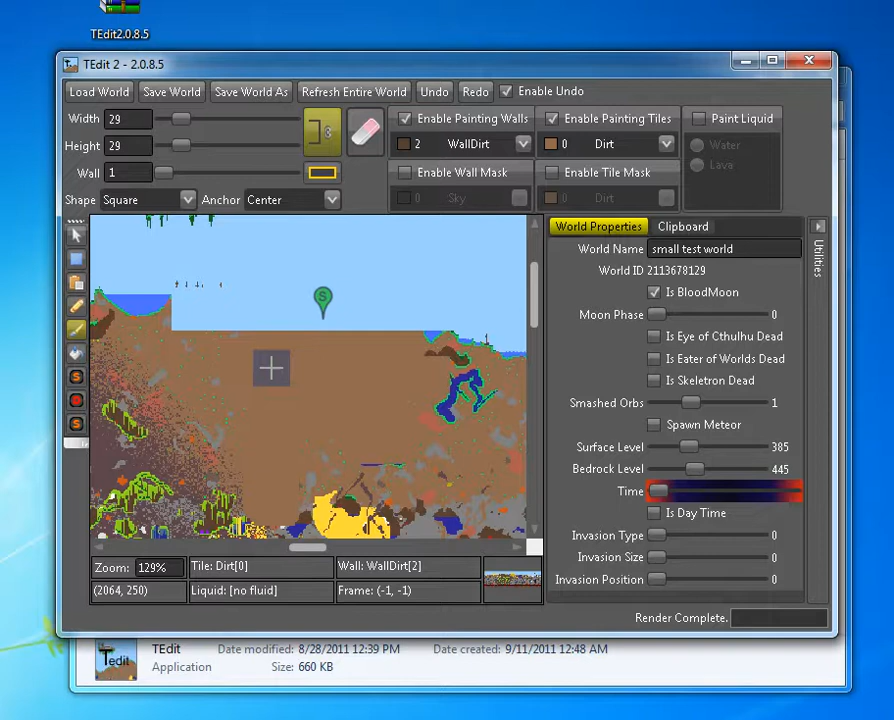 TEdit2.0.8.5
TEdit 2 - 2.0.8.5
Load World Save World Save World As Refresh Entire World Undo Redo Enable Undo
Width 29
Height 29
Wall 1
Shape Square Anchor Center
3
Enable Painting Walls
2 WallDirt
Enable Wall Mask
0 Sky
Enable Painting Tiles
0 Dirt
Enable Tile Mask
0 Dirt
Paint Liquid
Water
Lava
S
S
S
World Properties Clipboard
Utilities
World Name small test world
World ID 2113678129
Is BloodMoon
Moon Phase 0
Is Eye of Cthulhu Dead
Is Eater of Worlds Dead
Is Skeletron Dead
Smashed Orbs 1
Spawn Meteor
Surface Level 385
Bedrock Level 445
Time
Is Day Time
Invasion Type 0
Invasion Size 0
Invasion Position 0
Zoom: 129% Tile: Dirt[0] Wall: WallDirt[2]
(2064, 250) Liquid: [no fluid] Frame: (-1, -1)
Render Complete.
TEdit Date modified: 8/28/2011 12:39 PM Date created: 9/11/2011 12:48 AM
Application Size: 660 KB
Tedit